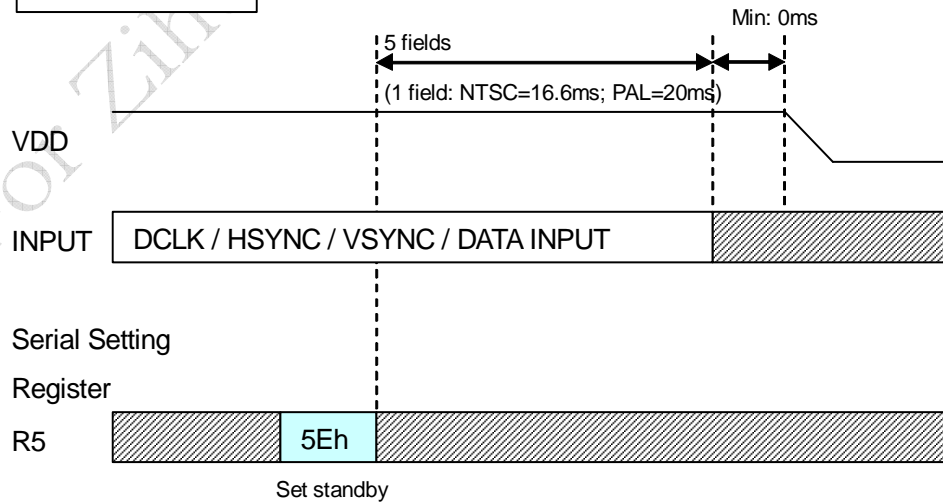 Min: 0ms
5 fields
(1 field: NTSC=16.6ms; PAL=20ms)
VDD
INPUT DCLK / HSYNC / VSYNC / DATA INPUT
Serial Setting
Register
R5 5Eh
Set standby
or